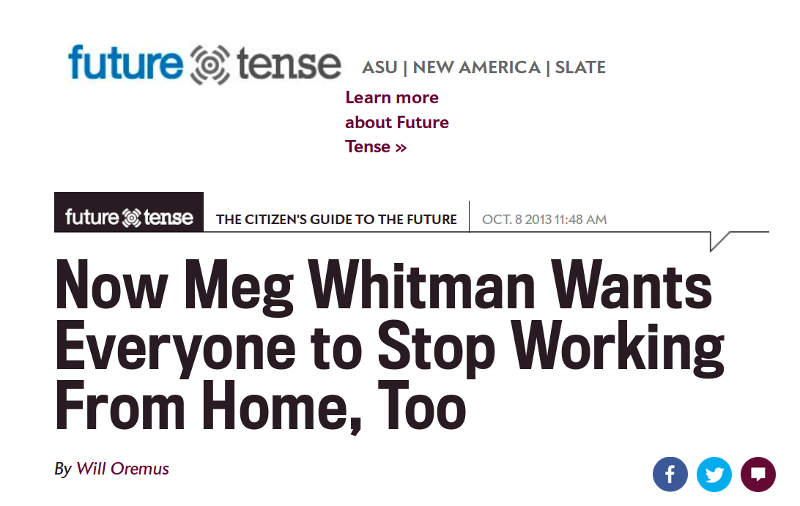 future tense ASU | NEW AMERICA | SLATE
Learn more
about Future
Tense »
future tense THE CITIZEN'S GUIDE TO THE FUTURE OCT. 8 2013 11:48 AM
Now Meg Whitman Wants
Everyone to Stop Working
From Home, Too
By Will Oremus